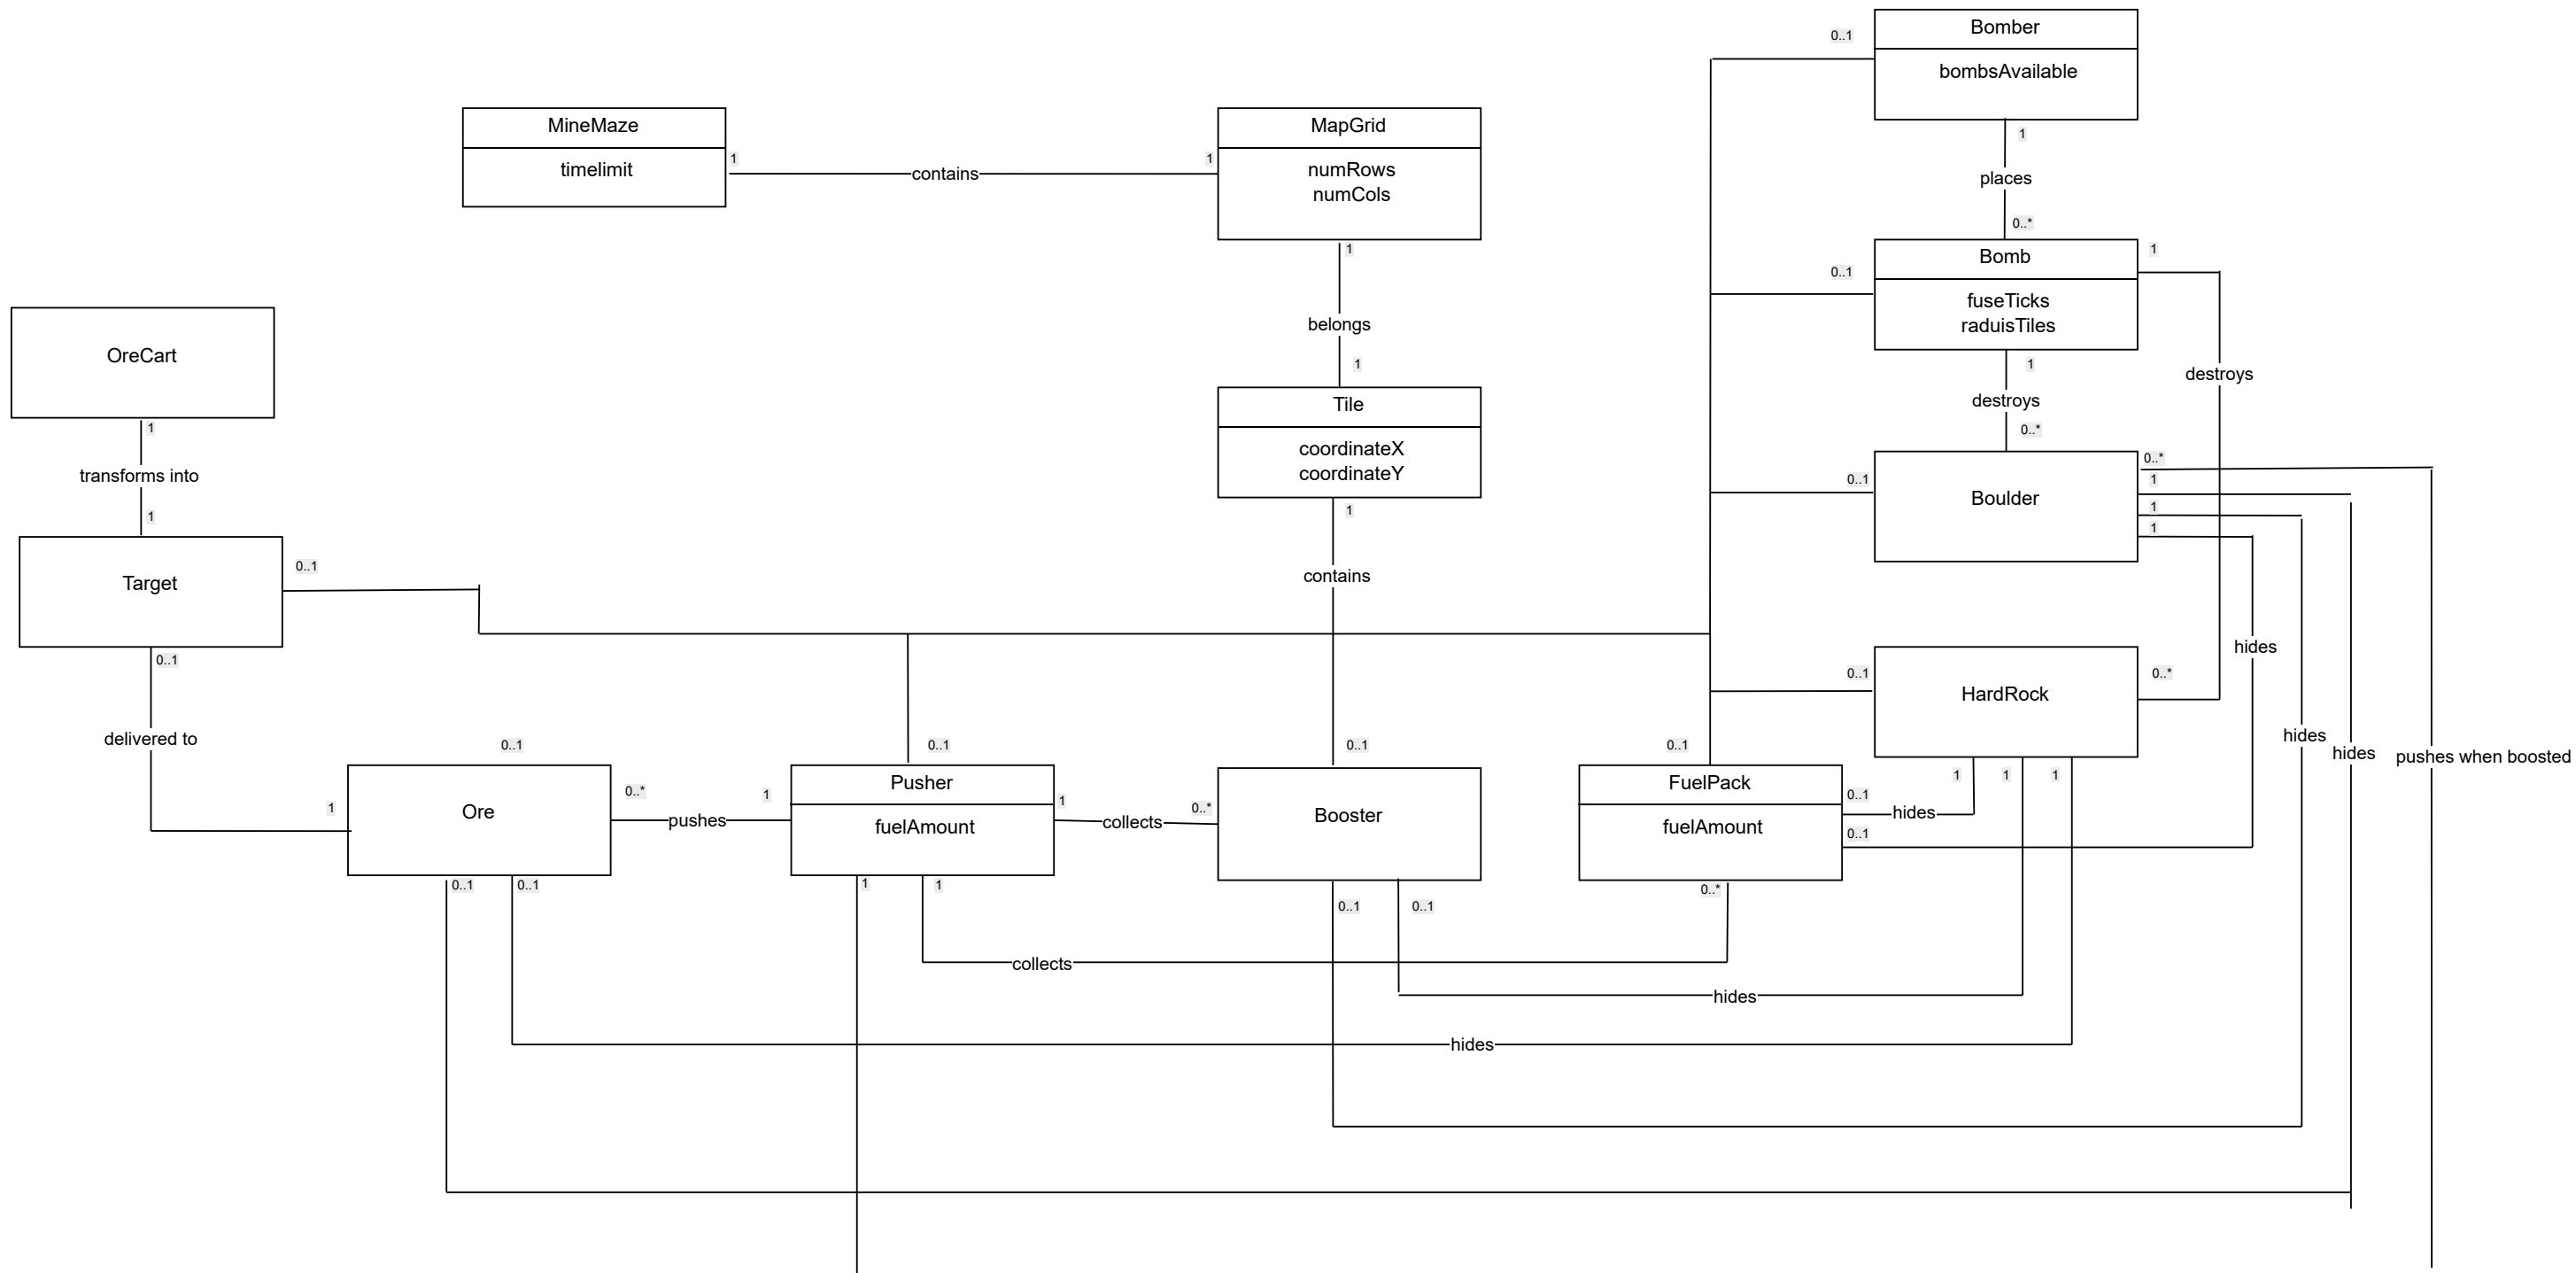 Bomber
0..1
bombsAvailable
MineMaze
MapGrid
1
timelimit
1
contains
1
numRows
numCols
places
0..*
1
Bomb
1
0..1
fuseTicks
raduisTiles
belongs
OreCart
1
1
destroys
destroys
Tile
1
0..*
coordinateX
coordinateY
0..*
transforms into
0..1
1
Boulder
1
1
1
1
contains
0..1
Target
hides
0..1
0..1
HardRock
0..*
delivered to
0..1
0..1
0..1
0..1
hides
hides
pushes when boosted
1
1
1
Pusher
FuelPack
0..*
1
1
0..*
0..1
1
Ore
pushes
fuelAmount
collects
Booster
fuelAmount
hides
0..1
0..1
0..1
1
1
0..*
0..1
0..1
collects
hides
hides